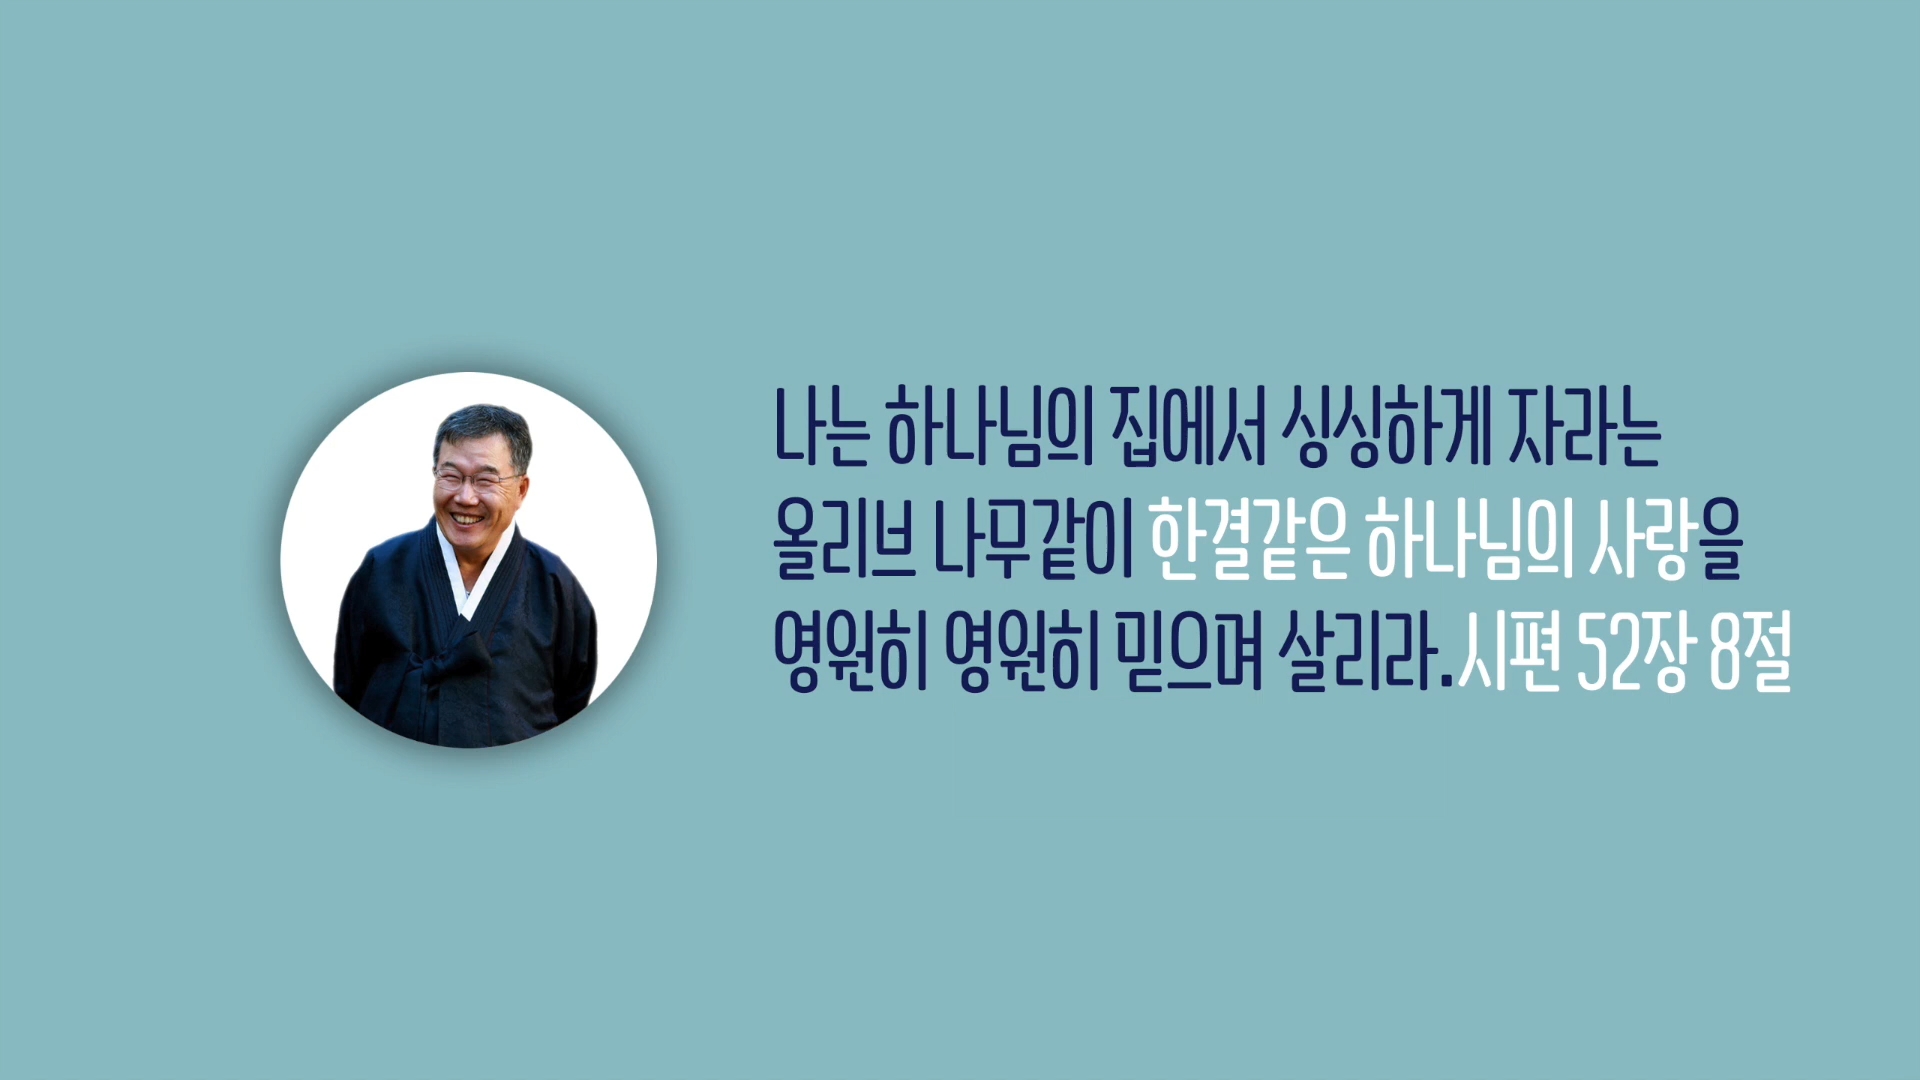 나는 하나님의 집에서 싱싱하게 자라는
올리브 나무같이 한결같은 하나님의 사랑을
영원히 영원히 믿으며 살리라.시편 52장 8절